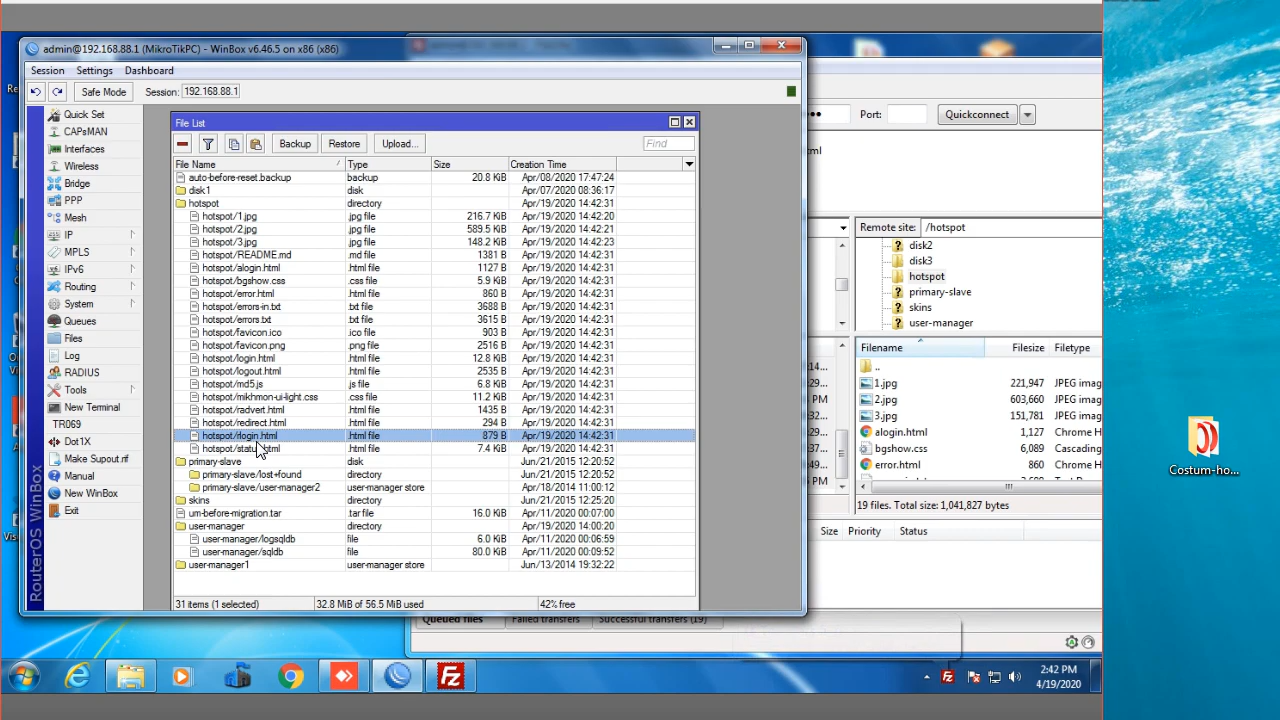 admin@192.168.88.1 (MikroTikPC) - WinBox v6.46.5 on x86 (x86)
Session Settings Dashboard
Safe Mode Session: 192.168.88.1
Quick Set
CAPsMAN
Interfaces
Wireless
Bridge
PPP
Mesh
IP
MPLS
IPv6
Routing
System
Queues
Files
Log
RADIUS
Tools
New Terminal
TR069
Dot1X
Make Supout.rif
Manual
New WinBox
Exit
RouterOS WinBox
File List
Backup Restore Upload... Find
File Name Type Size Creation Time
auto-before-reset.backup backup 20.8 KiB Apr/08/2020 17:47:24
disk1 disk Apr/07/2020 08:36:17
hotspot directory Apr/19/2020 14:42:31
hotspot/1.jpg .jpg file 216.7 KiB Apr/19/2020 14:42:20
hotspot/2.jpg .jpg file 589.5 KiB Apr/19/2020 14:42:21
hotspot/3.jpg .jpg file 148.2 KiB Apr/19/2020 14:42:23
hotspot/README.md .md file 1381 B Apr/19/2020 14:42:31
hotspot/alogin.html .html file 1127 B Apr/19/2020 14:42:31
hotspot/bgshow.css .css file 5.9 KiB Apr/19/2020 14:42:31
hotspot/error.html .html file 860 B Apr/19/2020 14:42:31
hotspot/errors-in.txt .txt file 3688 B Apr/19/2020 14:42:31
hotspot/errors.txt .txt file 3615 B Apr/19/2020 14:42:31
hotspot/favicon.ico .ico file 903 B Apr/19/2020 14:42:31
hotspot/favicon.png .png file 2516 B Apr/19/2020 14:42:31
hotspot/login.html .html file 12.8 KiB Apr/19/2020 14:42:31
hotspot/logout.html .html file 2535 B Apr/19/2020 14:42:31
hotspot/md5.js .js file 6.8 KiB Apr/19/2020 14:42:31
hotspot/mikhmon-ui-light.css .css file 11.2 KiB Apr/19/2020 14:42:31
hotspot/radvert.html .html file 1435 B Apr/19/2020 14:42:31
hotspot/redirect.html .html file 294 B Apr/19/2020 14:42:31
hotspot/rlogin.html .html file 879 B Apr/19/2020 14:42:31
hotspot/status.html .html file 7.4 KiB Apr/19/2020 14:42:31
primary-slave disk Jun/21/2015 12:20:52
primary-slave/lost+found directory Jun/21/2015 12:20:52
primary-slave/user-manager2 user-manager store Apr/18/2014 11:00:12
skins directory Jun/21/2015 12:25:20
um-before-migration.tar .tar file 16.0 KiB Apr/11/2020 00:07:00
user-manager directory Apr/19/2020 14:00:20
user-manager/logsqldb file 6.0 KiB Apr/11/2020 00:06:59
user-manager/sqldb file 80.0 KiB Apr/11/2020 00:09:52
user-manager1 user-manager store Jun/13/2014 19:32:22
31 items (1 selected) 32.8 MiB of 56.5 MiB used 42% free
Port: Quickconnect
Remote site: /hotspot
disk2
disk3
hotspot
primary-slave
skins
user-manager
Filename Filesize Filetype
..
1.jpg 221,947 JPEG imag
2.jpg 603,660 JPEG imag
3.jpg 151,781 JPEG imag
alogin.html 1,127 Chrome H
bgshow.css 6,089 Cascading
error.html 860 Chrome H
19 files. Total size: 1,041,827 bytes
Size Priority Status
Queued files Failed transfers Successful transfers (19)
Costum-ho...
2:42 PM
4/19/2020